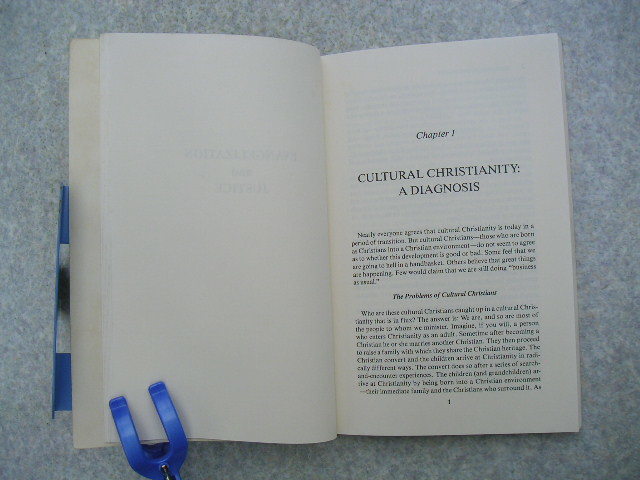 EVANGELIZATION
AND
JUSTICE
Chapter 1
CULTURAL CHRISTIANITY:
A DIAGNOSIS
Nearly everyone agrees that cultural Christianity is today in a
period of transition. But cultural Christians—those who are born
as Christians into a Christian environment—do not seem to agree
as to whether this development is good or bad. Some feel that we
are going to hell in a handbasket. Others believe that great things
are happening. Few would claim that we are still doing "business
as usual."
The Problems of Cultural Christians
Who are these cultural Christians caught up in a cultural Chris-
tianity that is in flux? The answer is: We are, and so are most of
the people to whom we minister. Imagine, if you will, a person
who enters Christianity as an adult. Sometime after becoming a
Christian he or she marries another Christian. They then proceed
to raise a family with which they share the Christian heritage. The
Christian convert and the children arrive at Christianity in radi-
cally different ways. The convert does so after a series of search-
and-encounter experiences. The children (and grandchildren) ar-
rive at Christianity by being born into a Christian environment
—their immediate family and the Christians who surround it. As
1